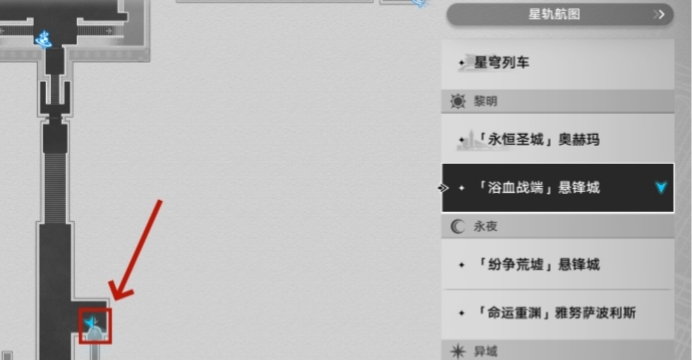 星轨航图
星穹列车
黎明
「永恒圣城」奥赫玛
「浴血战端」悬锋城
永夜
「纷争荒墟」悬锋城
「命运重渊」雅努萨波利斯
异域